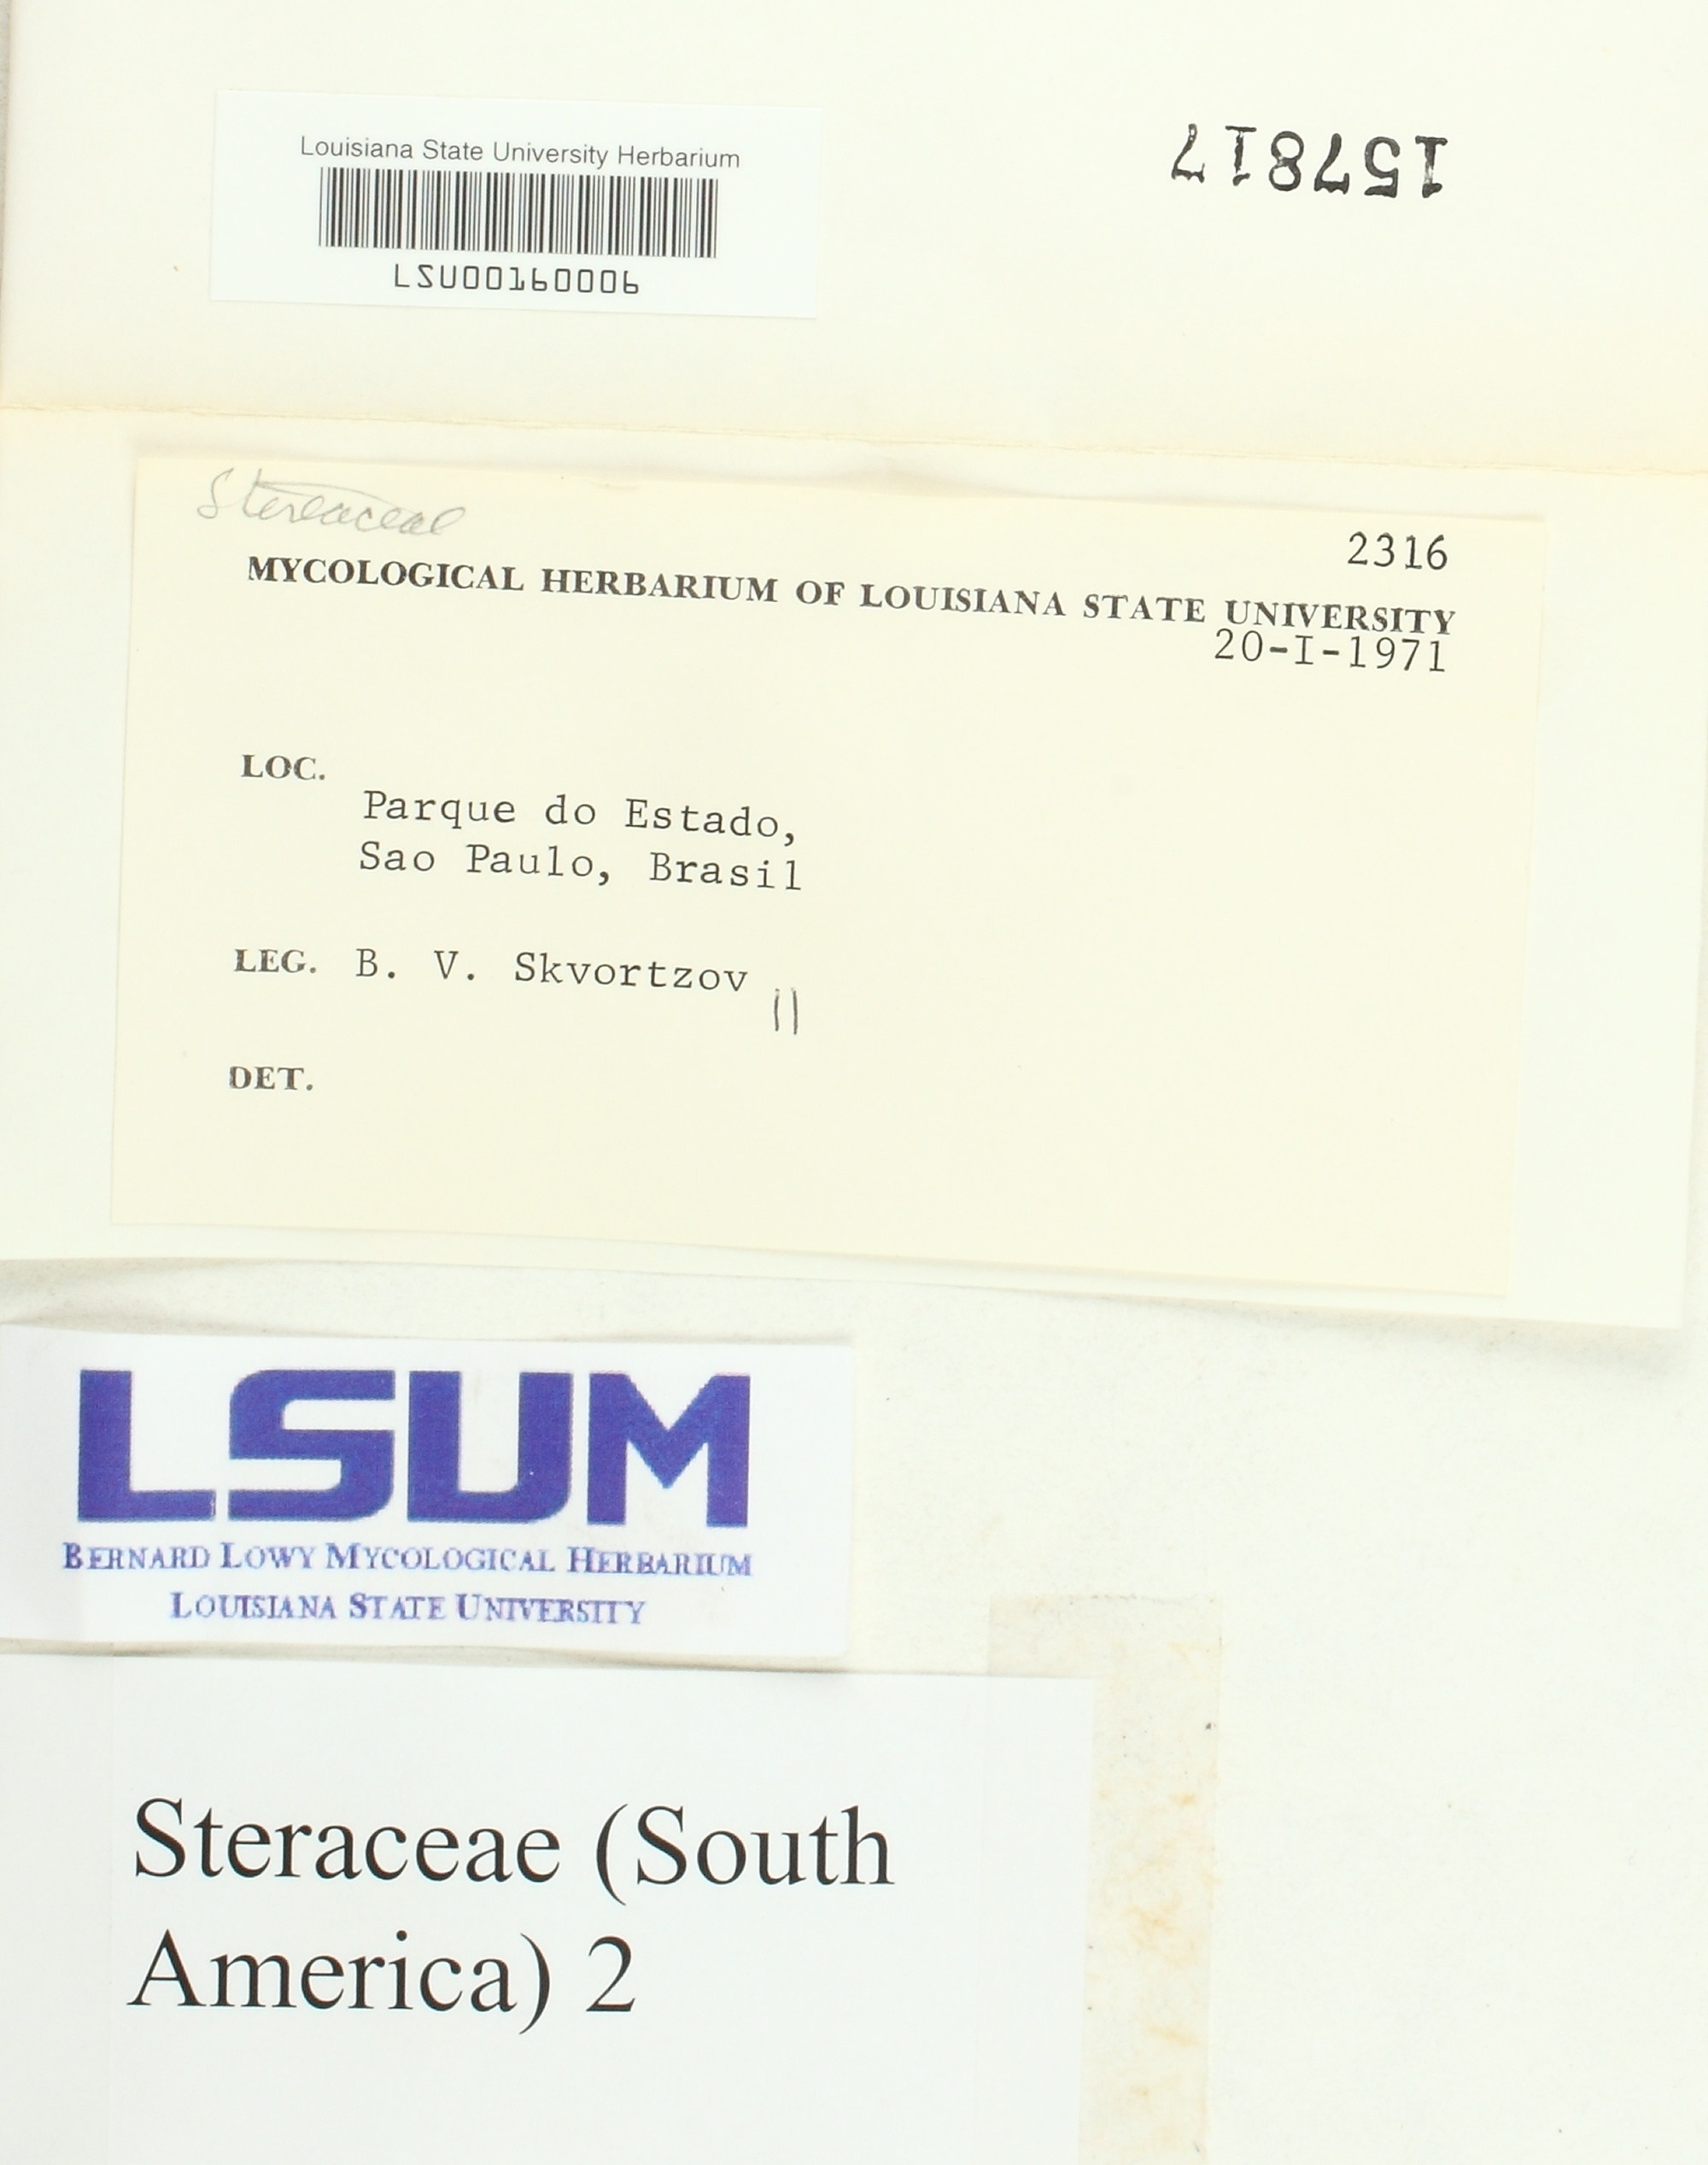 Louisiana State University Herbarium
LSU00160006
157817
Stereaceae
2316
MYCOLOGICAL HERBARIUM OF LOUISIANA STATE UNIVERSITY
20-I-1971
LOC.
Parque do Estado,
Sao Paulo, Brasil
LEG. B. V. Skvortzov
DET.
LSUM
BERNARD LOWY MYCOLOGICAL HERBARIUM
LOUISIANA STATE UNIVERSITY
Steraceae (South
America) 2